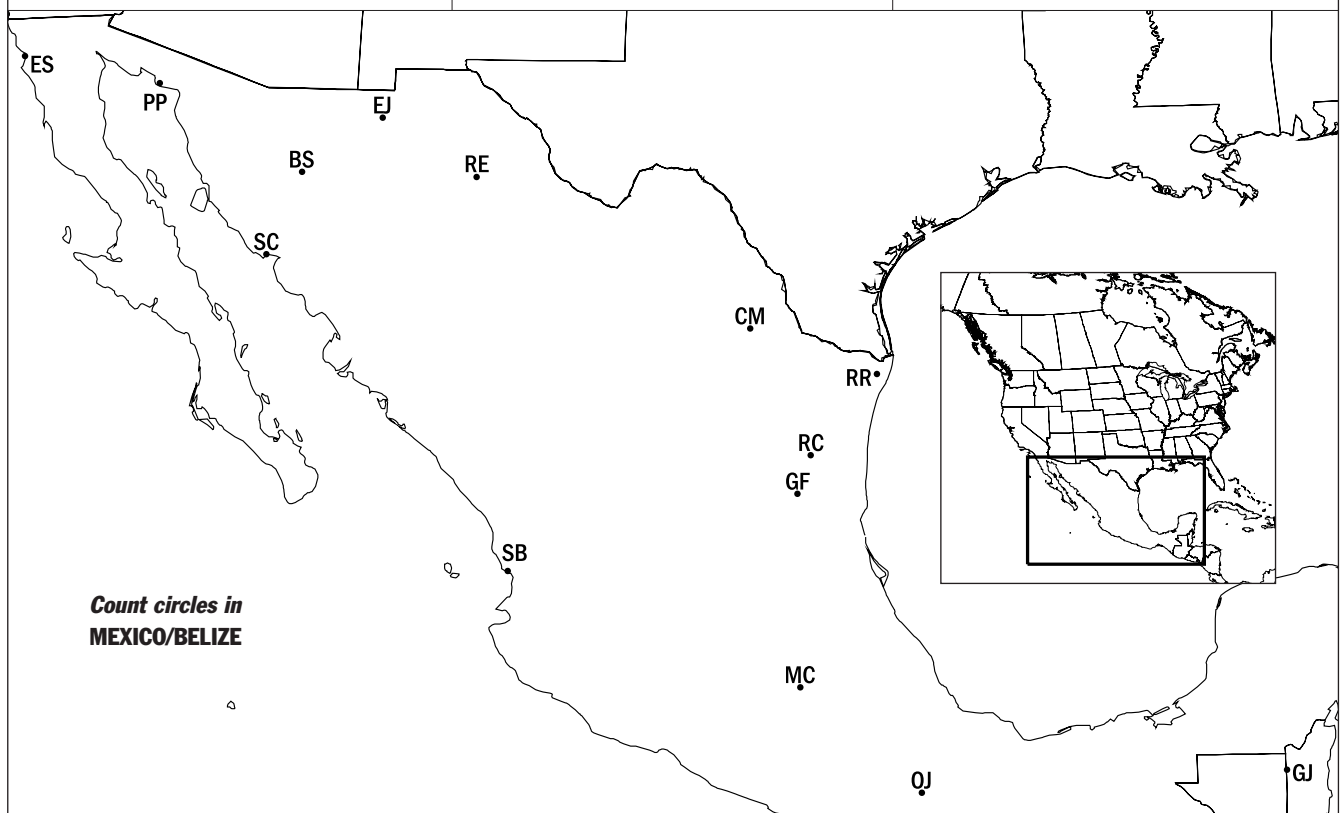 ES
PP
EJ
BS
RE
SC
CM
RR
RC
GF
SB
Count circles in
MEXICO/BELIZE
MC
OJ
GJ